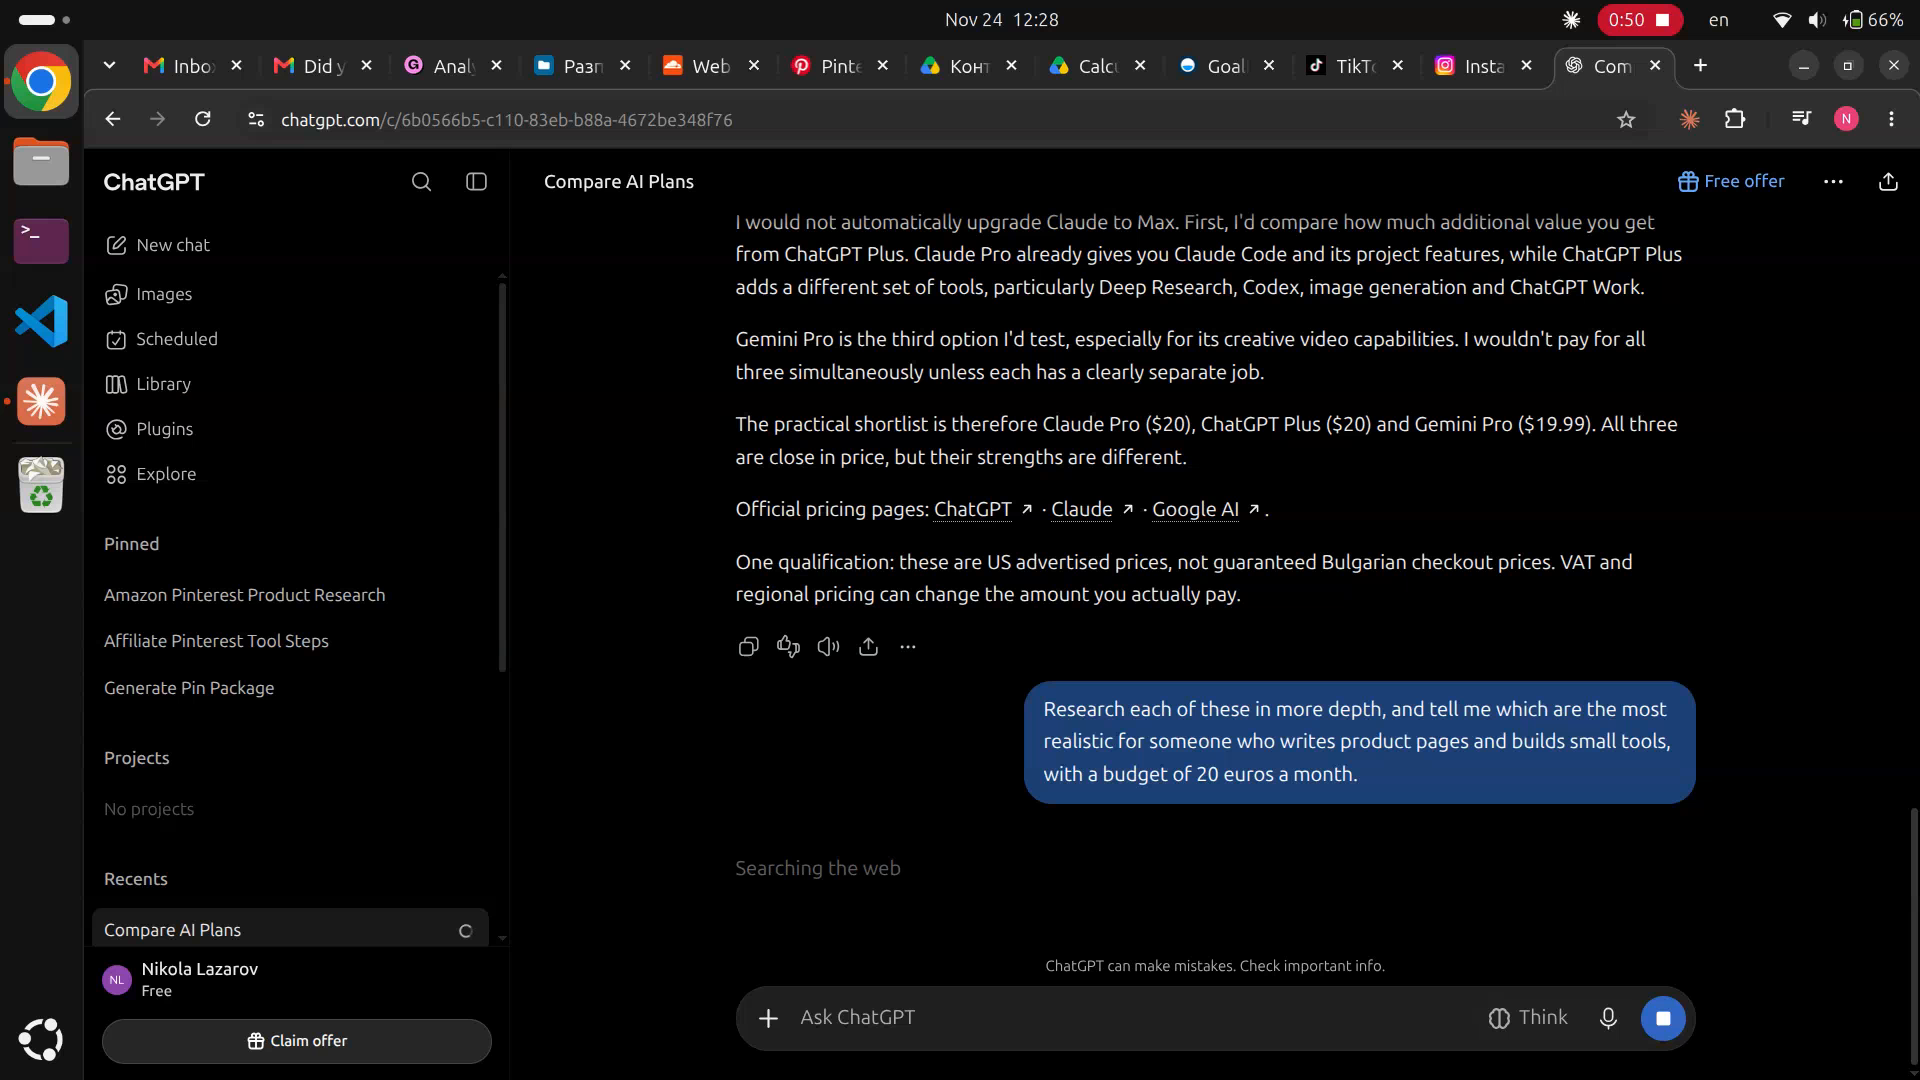 Nov 24 12:28
0:50
en
66%
Inbo
Did y
Anal
Разп
Web
Pinte
Конт
Calcu
Goal
TikTo
Insta
Com
chatgpt.com/c/6b0566b5-c110-83eb-b88a-4672be348f76
N
ChatGPT
New chat
Images
Scheduled
Library
Plugins
Explore
Pinned
Amazon Pinterest Product Research
Affiliate Pinterest Tool Steps
Generate Pin Package
Projects
No projects
Recents
Compare AI Plans
NL
Nikola Lazarov
Free
Claim offer
Compare AI Plans
Free offer
I would not automatically upgrade Claude to Max. First, I'd compare how much additional value you get
from ChatGPT Plus. Claude Pro already gives you Claude Code and its project features, while ChatGPT Plus
adds a different set of tools, particularly Deep Research, Codex, image generation and ChatGPT Work.
Gemini Pro is the third option I'd test, especially for its creative video capabilities. I wouldn't pay for all
three simultaneously unless each has a clearly separate job.
The practical shortlist is therefore Claude Pro ($20), ChatGPT Plus ($20) and Gemini Pro ($19.99). All three
are close in price, but their strengths are different.
Official pricing pages: ChatGPT ↗ · Claude ↗ · Google AI ↗ .
One qualification: these are US advertised prices, not guaranteed Bulgarian checkout prices. VAT and
regional pricing can change the amount you actually pay.
Research each of these in more depth, and tell me which are the most
realistic for someone who writes product pages and builds small tools,
with a budget of 20 euros a month.
Searching the web
ChatGPT can make mistakes. Check important info.
Ask ChatGPT
Think